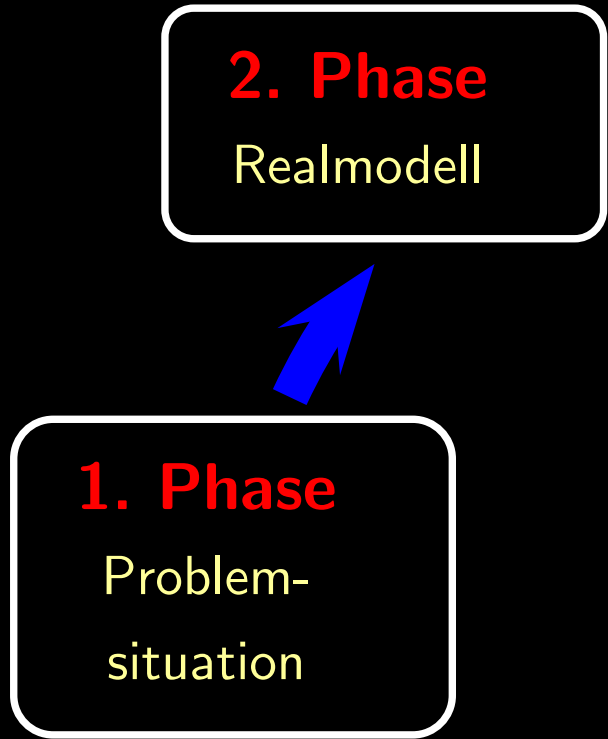 2. Phase
Realmodell
1. Phase
Problem-
situation